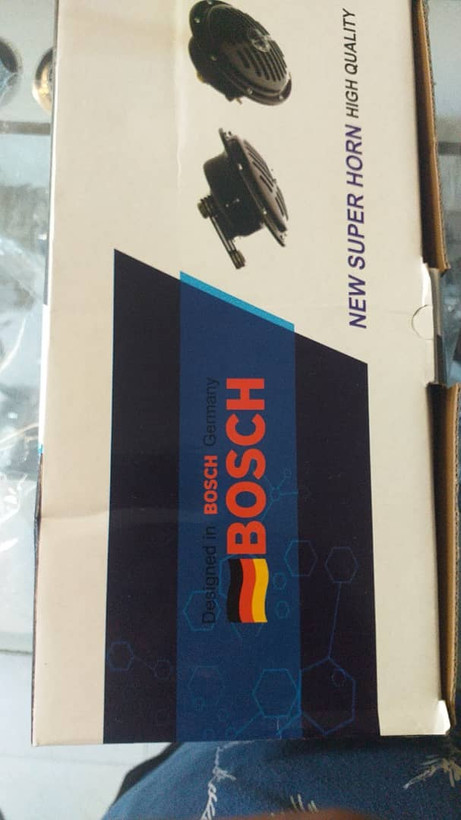 NEW SUPER HORN HIGH QUALITY
Designed in BOSCH Germany
BOSCH